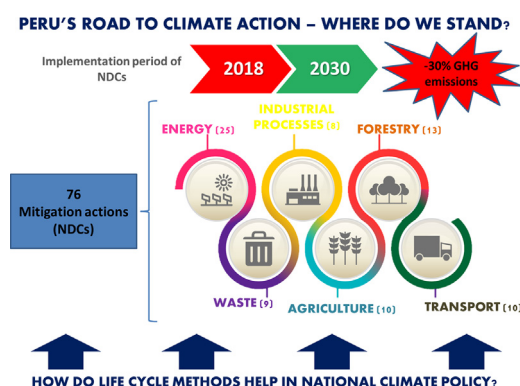 PERU'S ROAD TO CLIMATE ACTION – WHERE DO WE STAND?
Implementation period of
NDCs
2018
2030
-30% GHG
emissions
INDUSTRIAL
PROCESSES
ENERGY (25)
FORESTRY (13)
76
Mitigation actions
(NDCs)
WASTE (9)
AGRICULTURE (10)
TRANSPORT (10)
HOW DO LIFE CYCLE METHODS HELP IN NATIONAL CLIMATE POLICY?